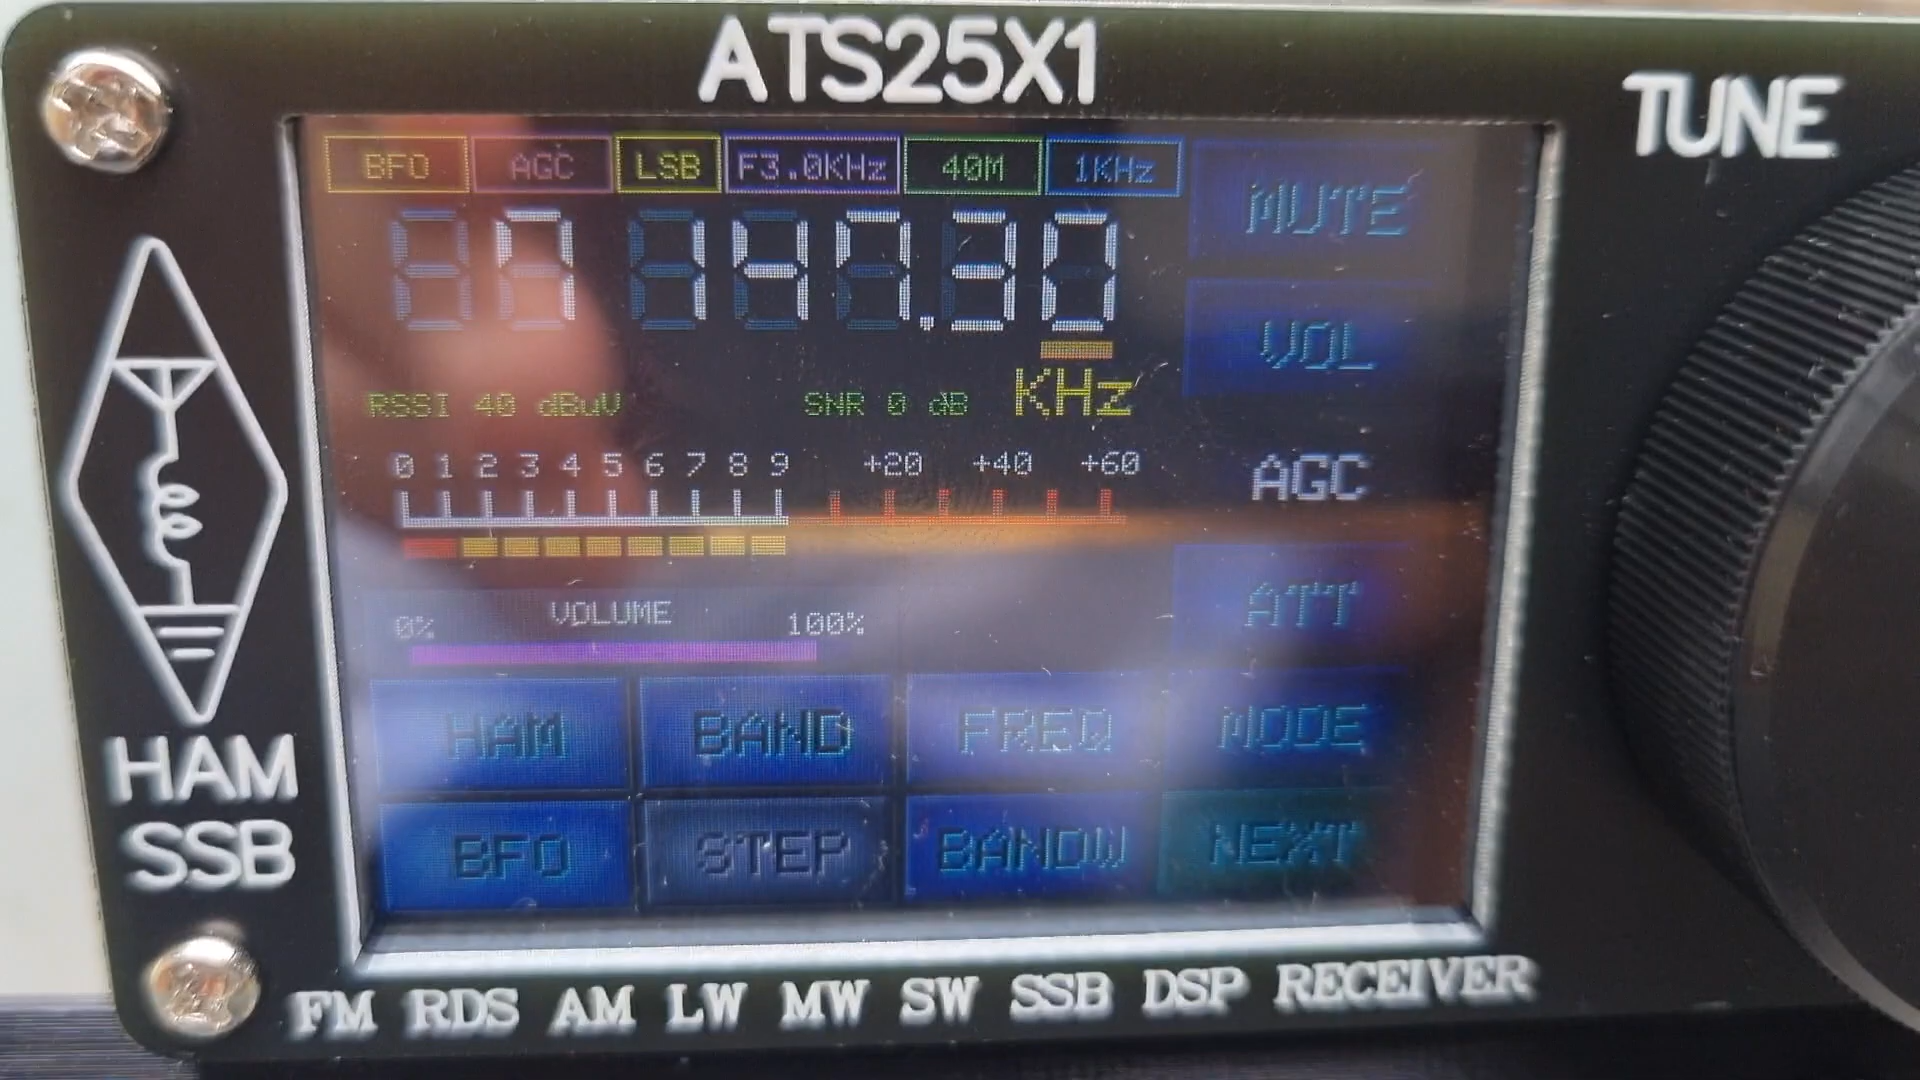 ATS25X1
TUNE
BFO AGC LSB F3.0KHz 40M 1KHz
MUTE
7147.30
VOL
KHz
RSSI 40 dBuV SNR 0 dB
0 1 2 3 4 5 6 7 8 9 +20 +40 +60
AGC
ATT
VOLUME
0% 100%
HAM BAND FREQ MODE
BFO STEP BANDW NEXT
HAM
SSB
FM RDS AM LW MW SW SSB DSP RECEIVER